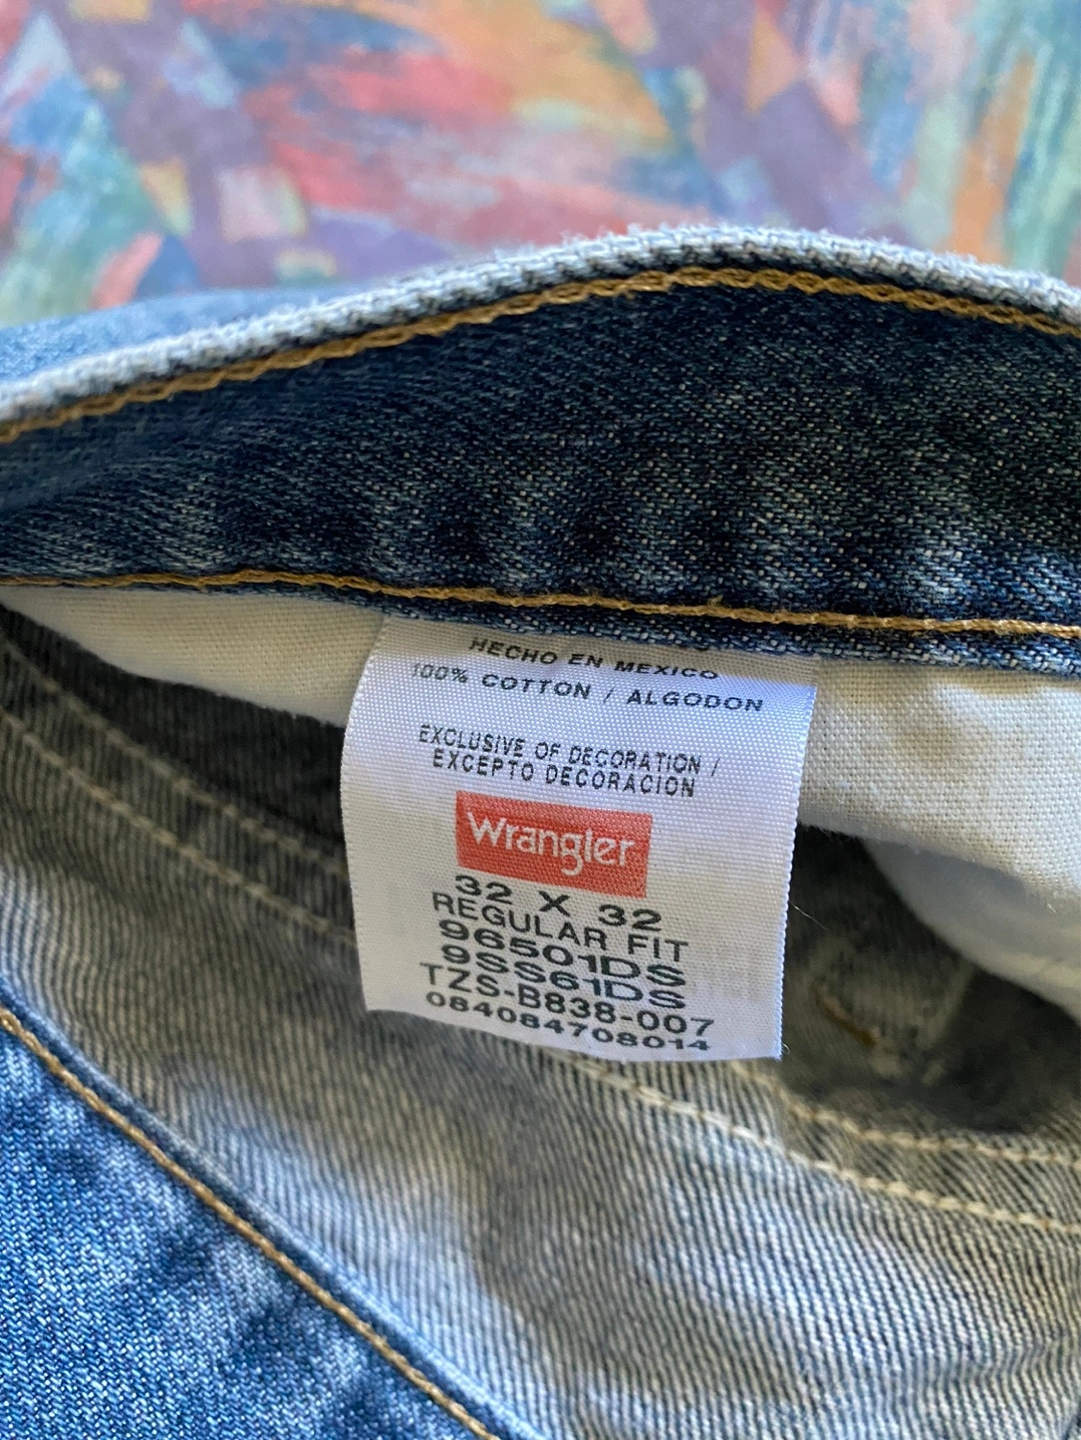 HECHO EN MEXICO
100% COTTON / ALGODON
EXCLUSIVE OF DECORATION /
EXCEPTO DECORACION
Wrangler
32 X 32
REGULAR FIT
96501DS
9SS61DS
TZS-B838-007
084084708014